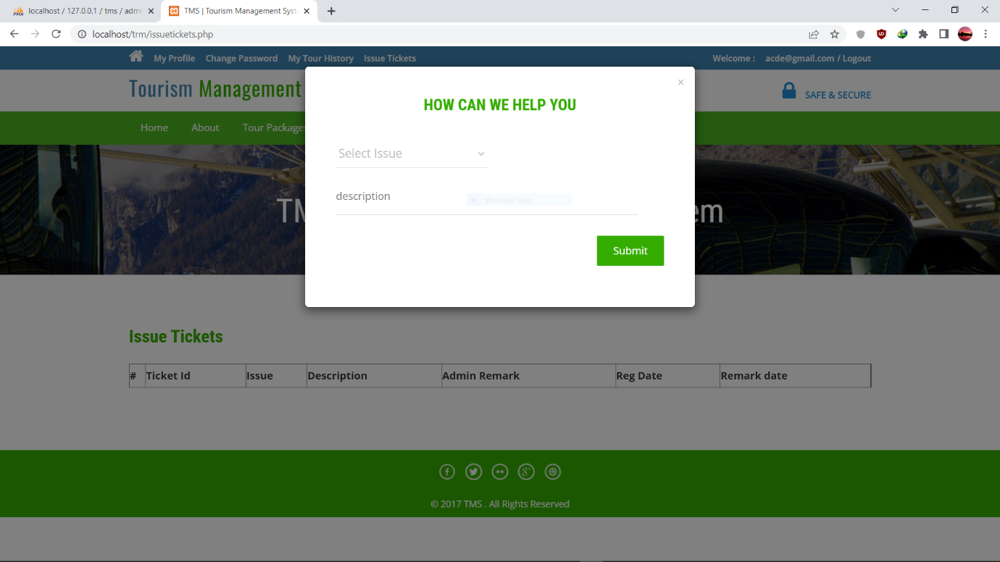 localhost / 127.0.0.1 / tms / admi
TMS | Tourism Management Syst
localhost/trm/issuetickets.php
My Profile Change Password My Tour History Issue Tickets Welcome : acde@gmail.com / Logout
Tourism Management
SAFE & SECURE
Home About Tour Packages
×
HOW CAN WE HELP YOU
Select Issue
description
Window Snip
Submit
TM em
Issue Tickets
# Ticket Id Issue Description Admin Remark Reg Date Remark date
© 2017 TMS . All Rights Reserved